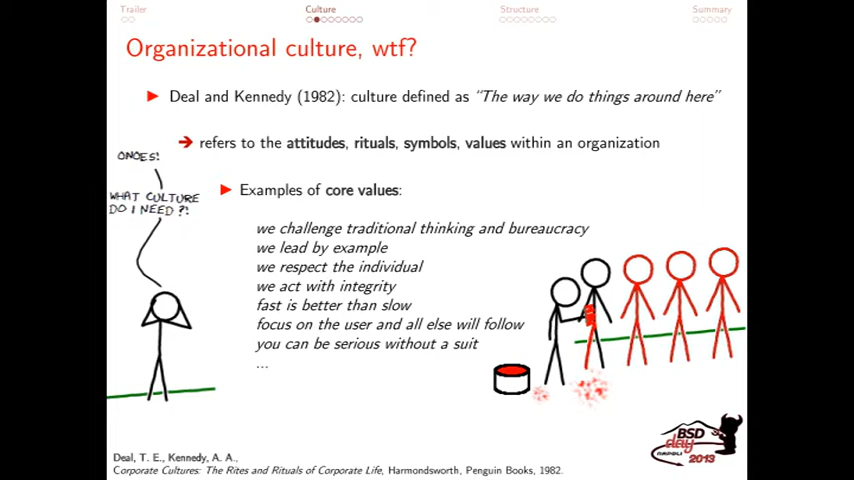 Trailer Culture Structure Summary
Organizational culture, wtf?
Deal and Kennedy (1982): culture defined as “The way we do things around here”
refers to the attitudes, rituals, symbols, values within an organization
ONOES!
WHAT CULTURE
DO I NEED?!
Examples of core values:
we challenge traditional thinking and bureaucracy
we lead by example
we respect the individual
we act with integrity
fast is better than slow
focus on the user and all else will follow
you can be serious without a suit
...
BSD
day
NAPOLI 2013
Deal, T. E., Kennedy, A. A.,
Corporate Cultures: The Rites and Rituals of Corporate Life, Harmondsworth, Penguin Books, 1982.